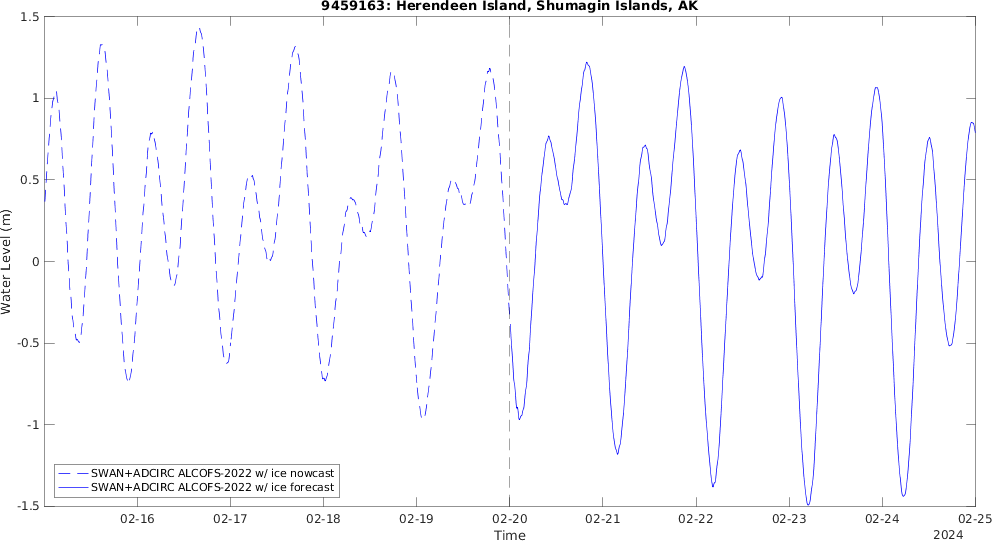 9459163: Herendeen Island, Shumagin Islands, AK
1.5
1
0.5
0
-0.5
-1
-1.5
Water Level (m)
SWAN+ADCIRC ALCOFS-2022 w/ ice nowcast
SWAN+ADCIRC ALCOFS-2022 w/ ice forecast
02-16 02-17 02-18 02-19 02-20 02-21 02-22 02-23 02-24 02-25
Time
2024